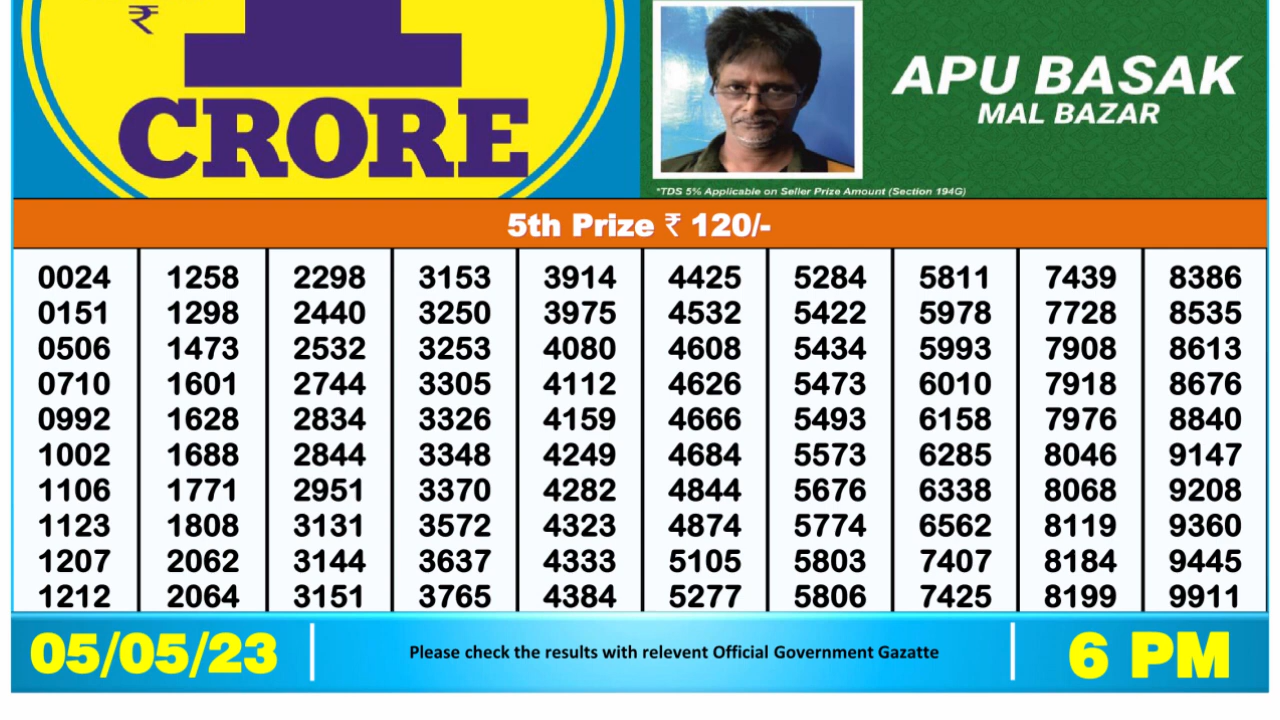 ₹
1
CRORE
APU BASAK
MAL BAZAR
*TDS 5% Applicable on Seller Prize Amount (Section 194G)
5th Prize ₹ 120/-
0024 1258 2298 3153 3914 4425 5284 5811 7439 8386
0151 1298 2440 3250 3975 4532 5422 5978 7728 8535
0506 1473 2532 3253 4080 4608 5434 5993 7908 8613
0710 1601 2744 3305 4112 4626 5473 6010 7918 8676
0992 1628 2834 3326 4159 4666 5493 6158 7976 8840
1002 1688 2844 3348 4249 4684 5573 6285 8046 9147
1106 1771 2951 3370 4282 4844 5676 6338 8068 9208
1123 1808 3131 3572 4323 4874 5774 6562 8119 9360
1207 2062 3144 3637 4333 5105 5803 7407 8184 9445
1212 2064 3151 3765 4384 5277 5806 7425 8199 9911
05/05/23
Please check the results with relevent Official Government Gazatte
6 PM